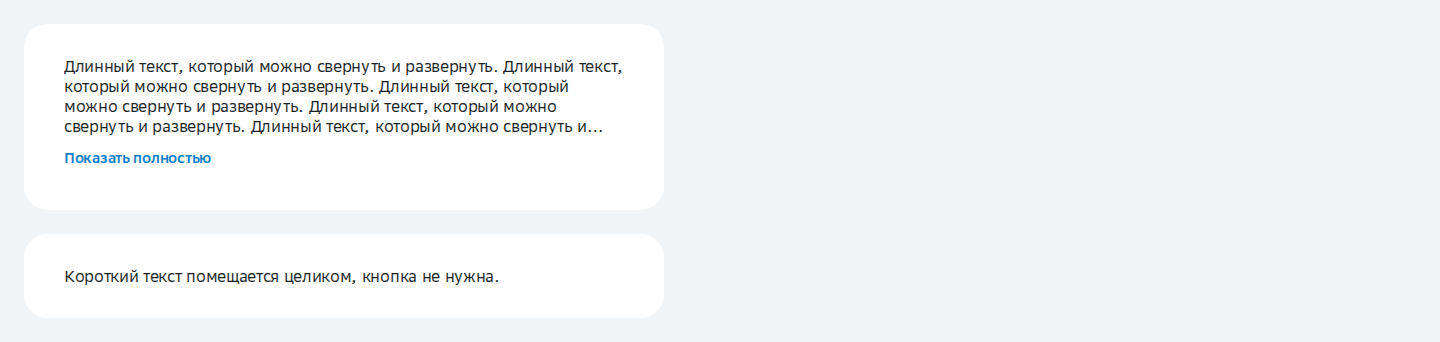 Длинный текст, который можно свернуть и развернуть. Длинный текст,
который можно свернуть и развернуть. Длинный текст, который
можно свернуть и развернуть. Длинный текст, который можно
свернуть и развернуть. Длинный текст, который можно свернуть и...
Показать полностью
Короткий текст помещается целиком, кнопка не нужна.